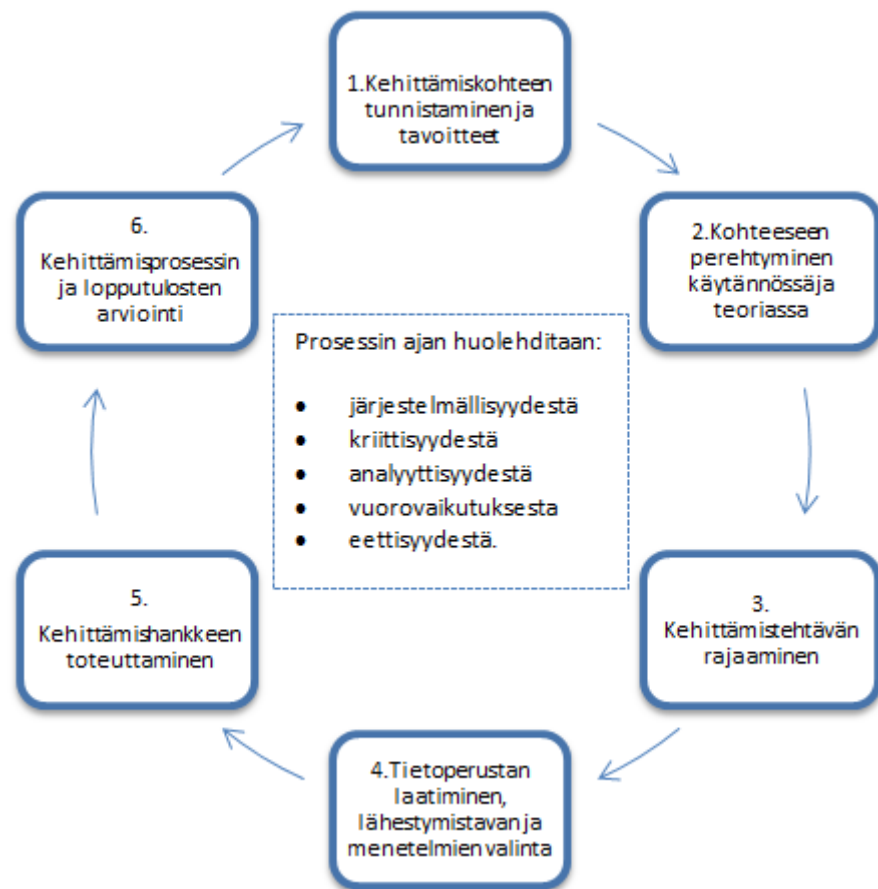 1.Kehittämiskohteen
tunnistaminen ja
tavoitteet
2.Kohteeseen
perehtyminen
käytännössä ja
teoriassa
3.
Kehittämistehtävän
rajaaminen
4.Tietoperustan
laatiminen,
lähestymistavan ja
menetelmien valinta
5.
Kehittämishankkeen
toteuttaminen
6.
Kehittämisprosessin
ja lopputulosten
arviointi
Prosessin ajan huolehditaan:
• järjestelmällisyydestä
• kriittisyydestä
• analyyttisyydestä
• vuorovaikutuksesta
• eettisyydestä.